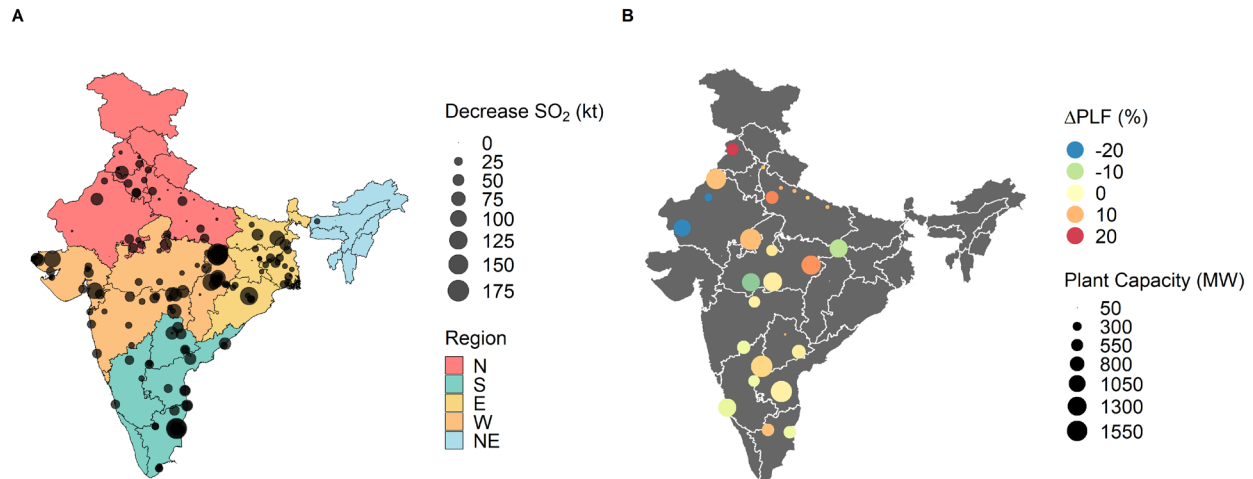 A
B
Decrease SO₂ (kt)
0
25
50
75
100
125
150
175
Region
N
S
E
W
NE
ΔPLF (%)
-20
-10
0
10
20
Plant Capacity (MW)
50
300
550
800
1050
1300
1550